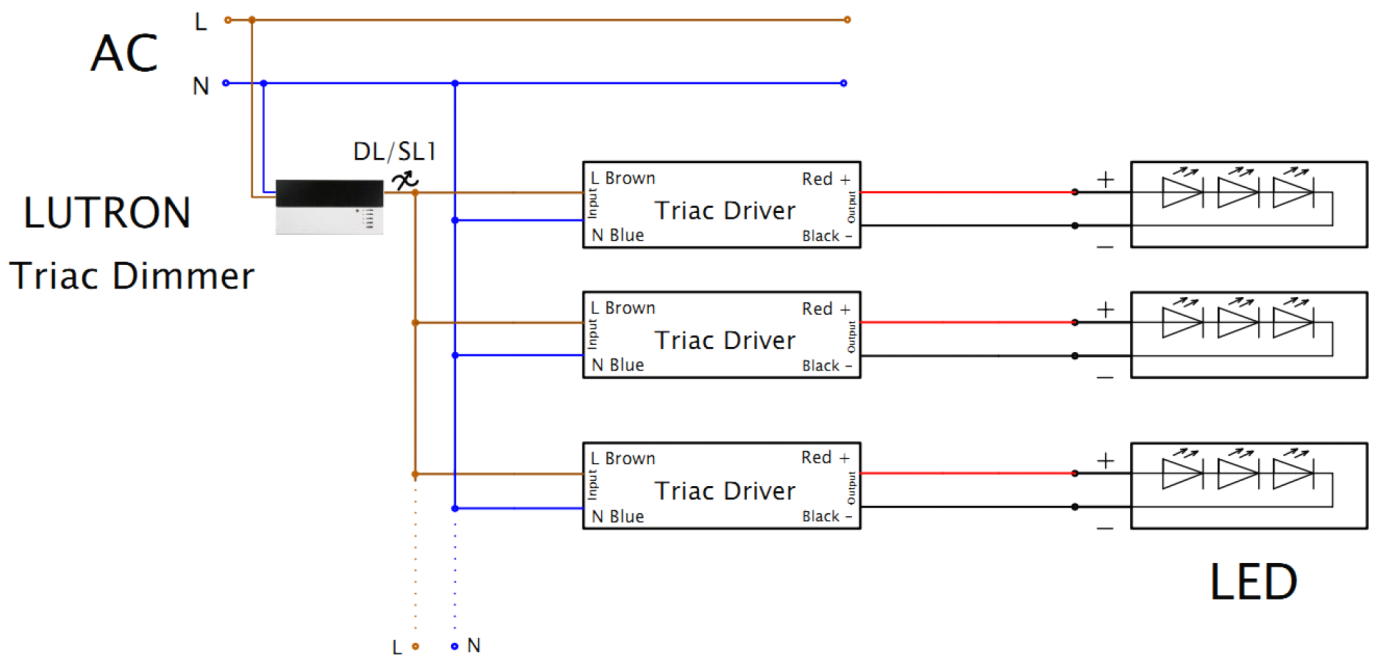 L
AC
N
DL/SL1
LUTRON
Triac Dimmer
L Brown
Input
N Blue
Triac Driver
Red +
Output
Black –
+
–
L Brown
Input
N Blue
Triac Driver
Red +
Output
Black –
+
–
L Brown
Input
N Blue
Triac Driver
Red +
Output
Black –
+
–
LED
L
N